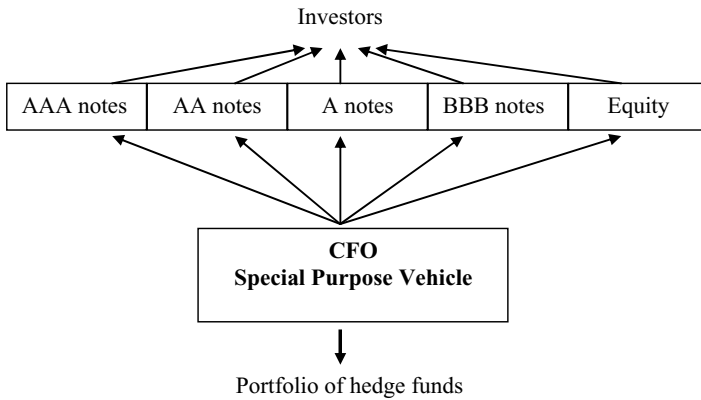 Investors
AAA notes
AA notes
A notes
BBB notes
Equity
CFO
Special Purpose Vehicle
Portfolio of hedge funds